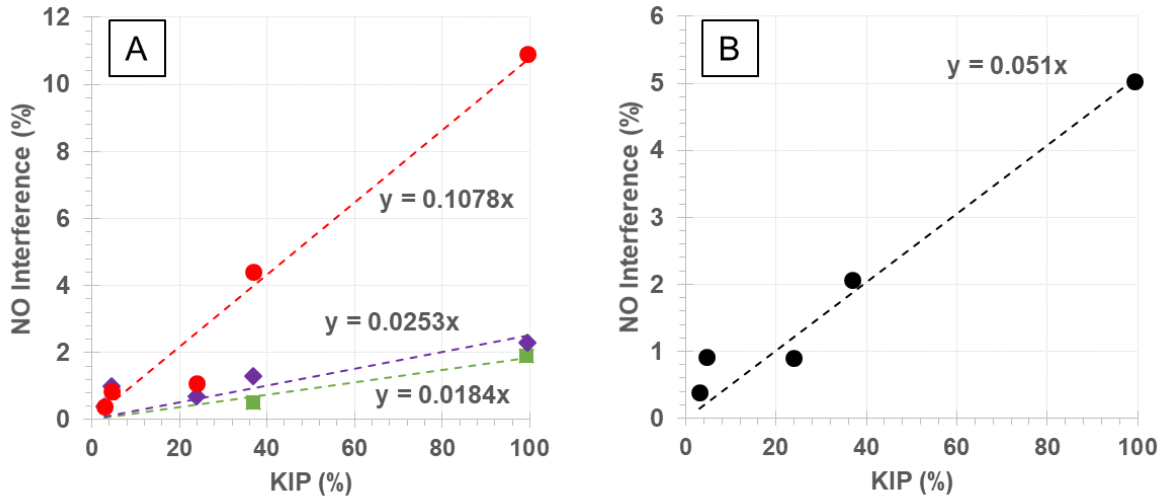 A
NO Interference (%)
12
10
8
6
4
2
0
y = 0.1078x
y = 0.0253x
y = 0.0184x
0 20 40 60 80 100
KIP (%)
B
NO Interference (%)
6
5
4
3
2
1
0
y = 0.051x
0 20 40 60 80 100
KIP (%)